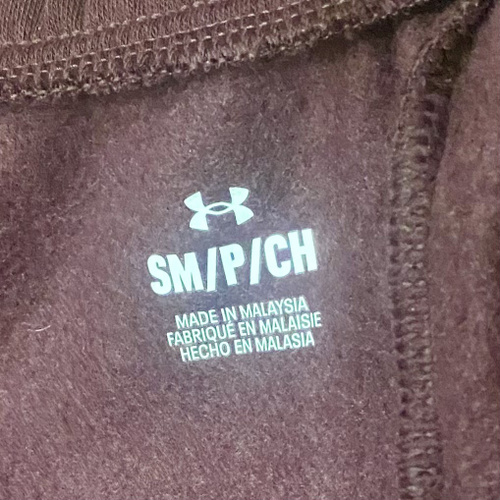 SM/P/CH
MADE IN MALAYSIA
FABRIQUÉ EN MALAISIE
HECHO EN MALASIA